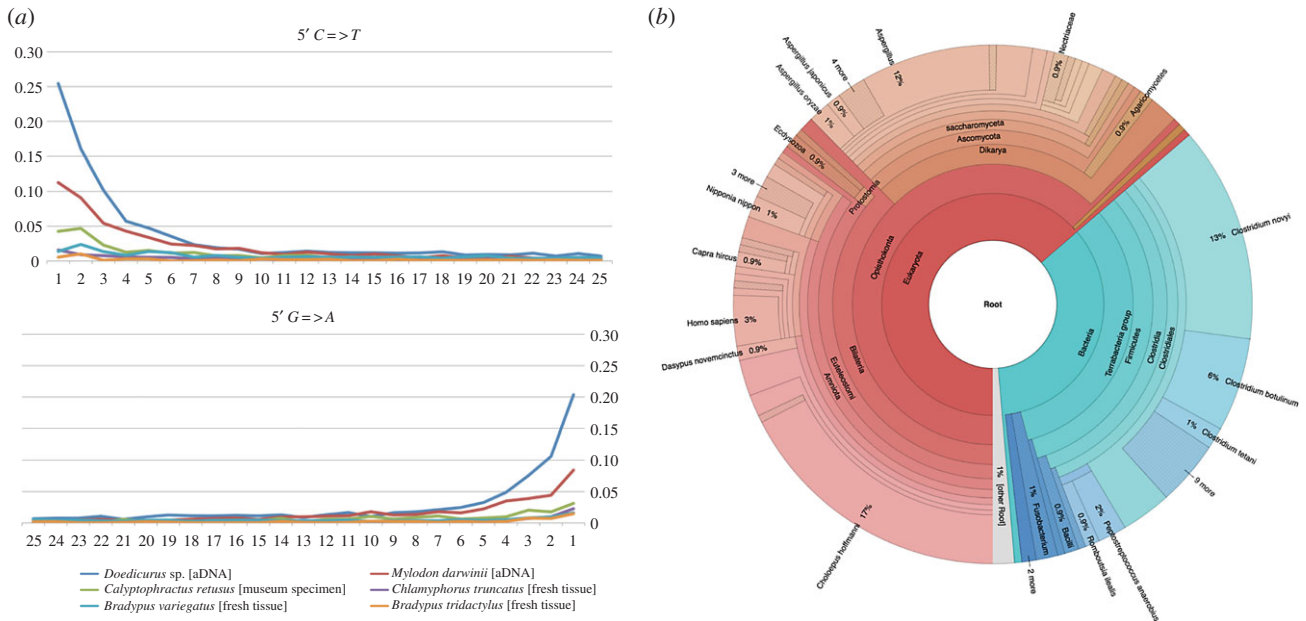 (a)
5′ C=>T
0.30
0.25
0.20
0.15
0.10
0.05
0
1 2 3 4 5 6 7 8 9 10 11 12 13 14 15 16 17 18 19 20 21 22 23 24 25
5′ G=>A
0.30
0.25
0.20
0.15
0.10
0.05
0
25 24 23 22 21 20 19 18 17 16 15 14 13 12 11 10 9 8 7 6 5 4 3 2 1
Doedicurus sp. [aDNA]
Mylodon darwinii [aDNA]
Calyptophractus retusus [museum specimen]
Chlamyphorus truncatus [fresh tissue]
Bradypus variegatus [fresh tissue]
Bradypus tridactylus [fresh tissue]
(b)
Root
Eukaryota
Opisthokonta
Bilateria
Euteleostomi
Amniota
Protostomia
Ecdysozoa
0.9%
Aspergillus oryzae
1%
Aspergillus japonicus
0.9%
4 more
Aspergillus
12%
saccharomyceta
Ascomycota
Dikarya
Nectriaceae
0.9%
Agaricomycetes
0.9%
3 more
Nipponia nippon
1%
Capra hircus
0.9%
Homo sapiens
3%
Dasypus novemcinctus
0.9%
Choloepus hoffmanni
17%
1% [other Root]
Bacteria
Terrabacteria group
Firmicutes
Clostridia
Clostridiales
13% Clostridium novyi
6% Clostridium botulinum
1% Clostridium tetani
9 more
2% Peptostreptococcus anaerobius
0.9% Romboutsia ilealis
0.9% Bacilli
1% Fusobacterium
2 more